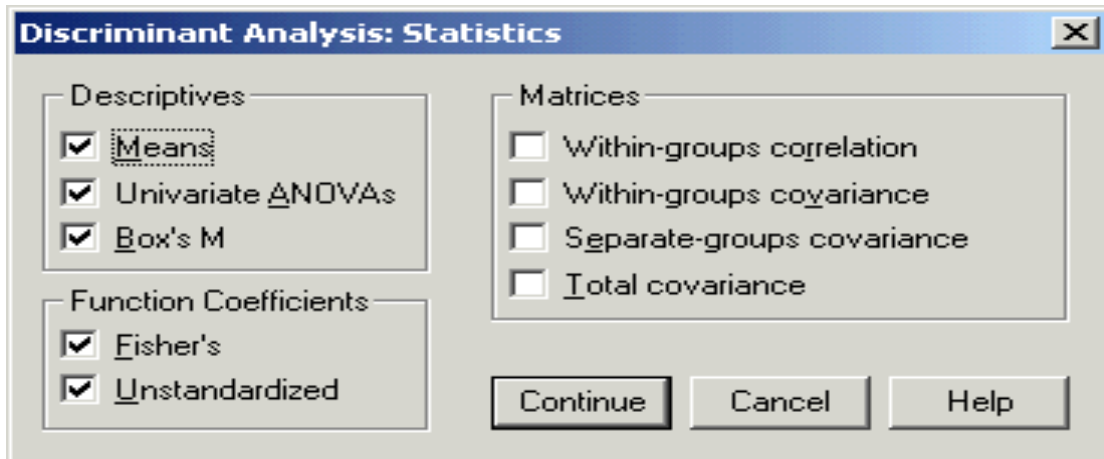 Discriminant Analysis: Statistics
Descriptives
Means
Univariate ANOVAs
Box's M
Function Coefficients
Fisher's
Unstandardized
Matrices
Within-groups correlation
Within-groups covariance
Separate-groups covariance
Total covariance
Continue
Cancel
Help